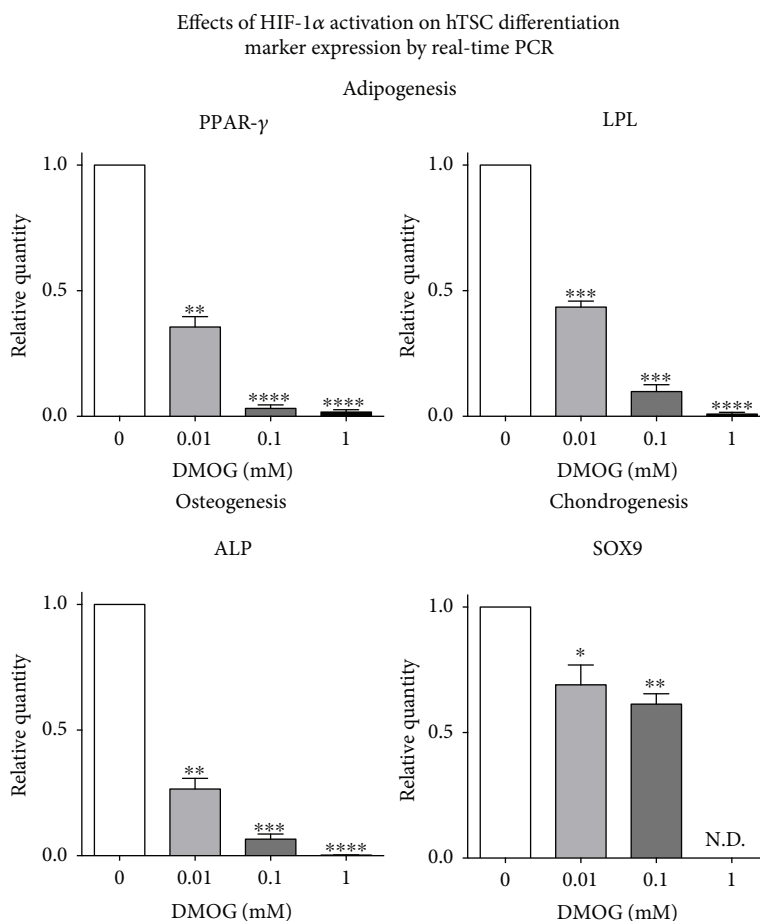 Effects of HIF-1α activation on hTSC differentiation
marker expression by real-time PCR
Adipogenesis
PPAR-γ
Relative quantity
1.0
0.5
0.0
**
****
****
0
0.01
0.1
1
DMOG (mM)
LPL
Relative quantity
1.0
0.5
0.0
***
***
****
0
0.01
0.1
1
DMOG (mM)
Osteogenesis
ALP
Relative quantity
1.0
0.5
0.0
**
***
****
0
0.01
0.1
1
DMOG (mM)
Chondrogenesis
SOX9
Relative quantity
1.0
0.5
0.0
*
**
N.D.
0
0.01
0.1
1
DMOG (mM)